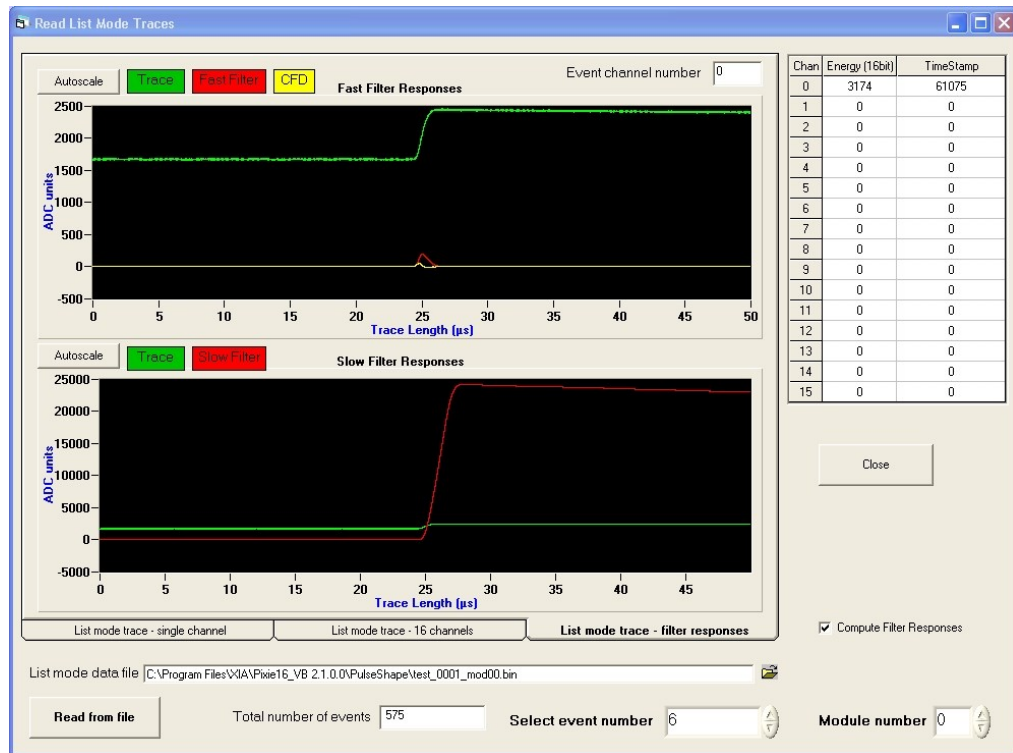 Read List Mode Traces
Autoscale Trace Fast Filter CFD Fast Filter Responses Event channel number 0
2500
2000
1500
1000
500
0
-500
ADC units
0 5 10 15 20 25 30 35 40 45 50
Trace Length (µs)
Autoscale Trace Slow Filter Slow Filter Responses
25000
20000
15000
10000
5000
0
-5000
ADC units
0 5 10 15 20 25 30 35 40 45
Trace Length (µs)
List mode trace - single channel List mode trace - 16 channels List mode trace - filter responses
Chan Energy (16bit) TimeStamp
0 3174 61075
1 0 0
2 0 0
3 0 0
4 0 0
5 0 0
6 0 0
7 0 0
8 0 0
9 0 0
10 0 0
11 0 0
12 0 0
13 0 0
14 0 0
15 0 0
Close
Compute Filter Responses
List mode data file C:\Program Files\XIA\Pixie16_VB 2.1.0.0\PulseShape\test_0001_mod00.bin
Read from file Total number of events 575 Select event number 6 Module number 0